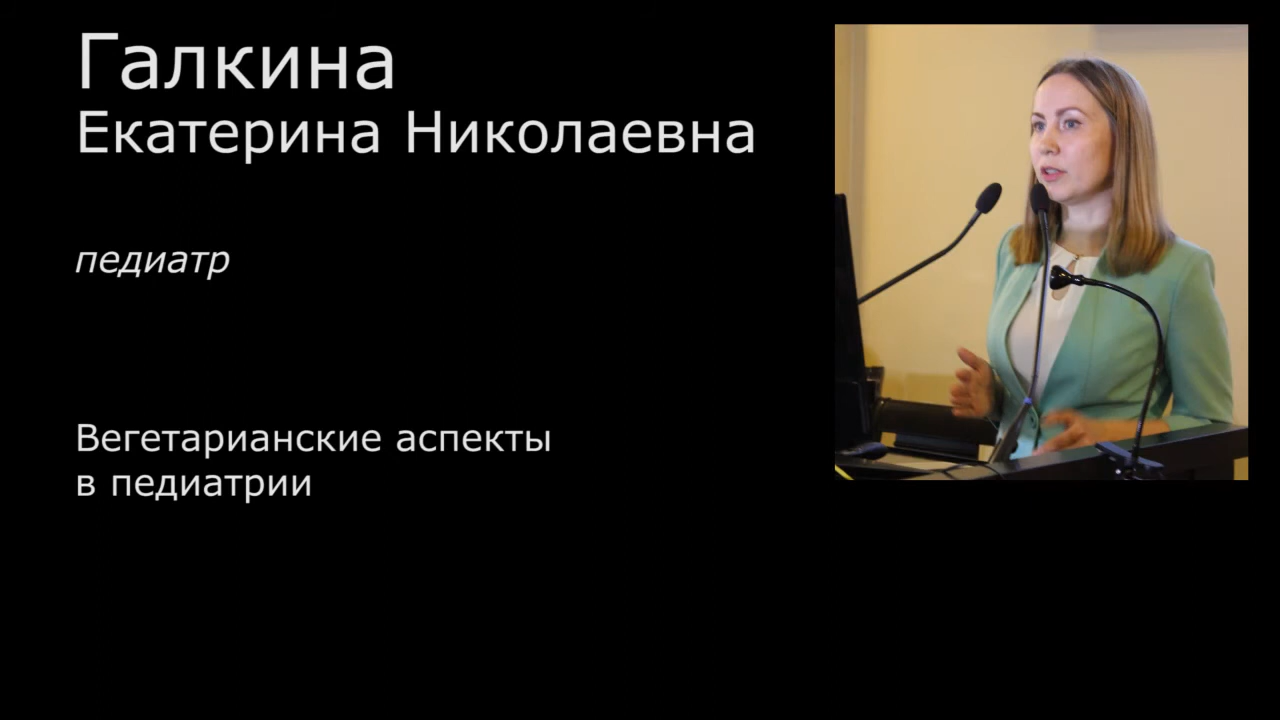 Галкина
Екатерина Николаевна
педиатр
Вегетарианские аспекты
в педиатрии